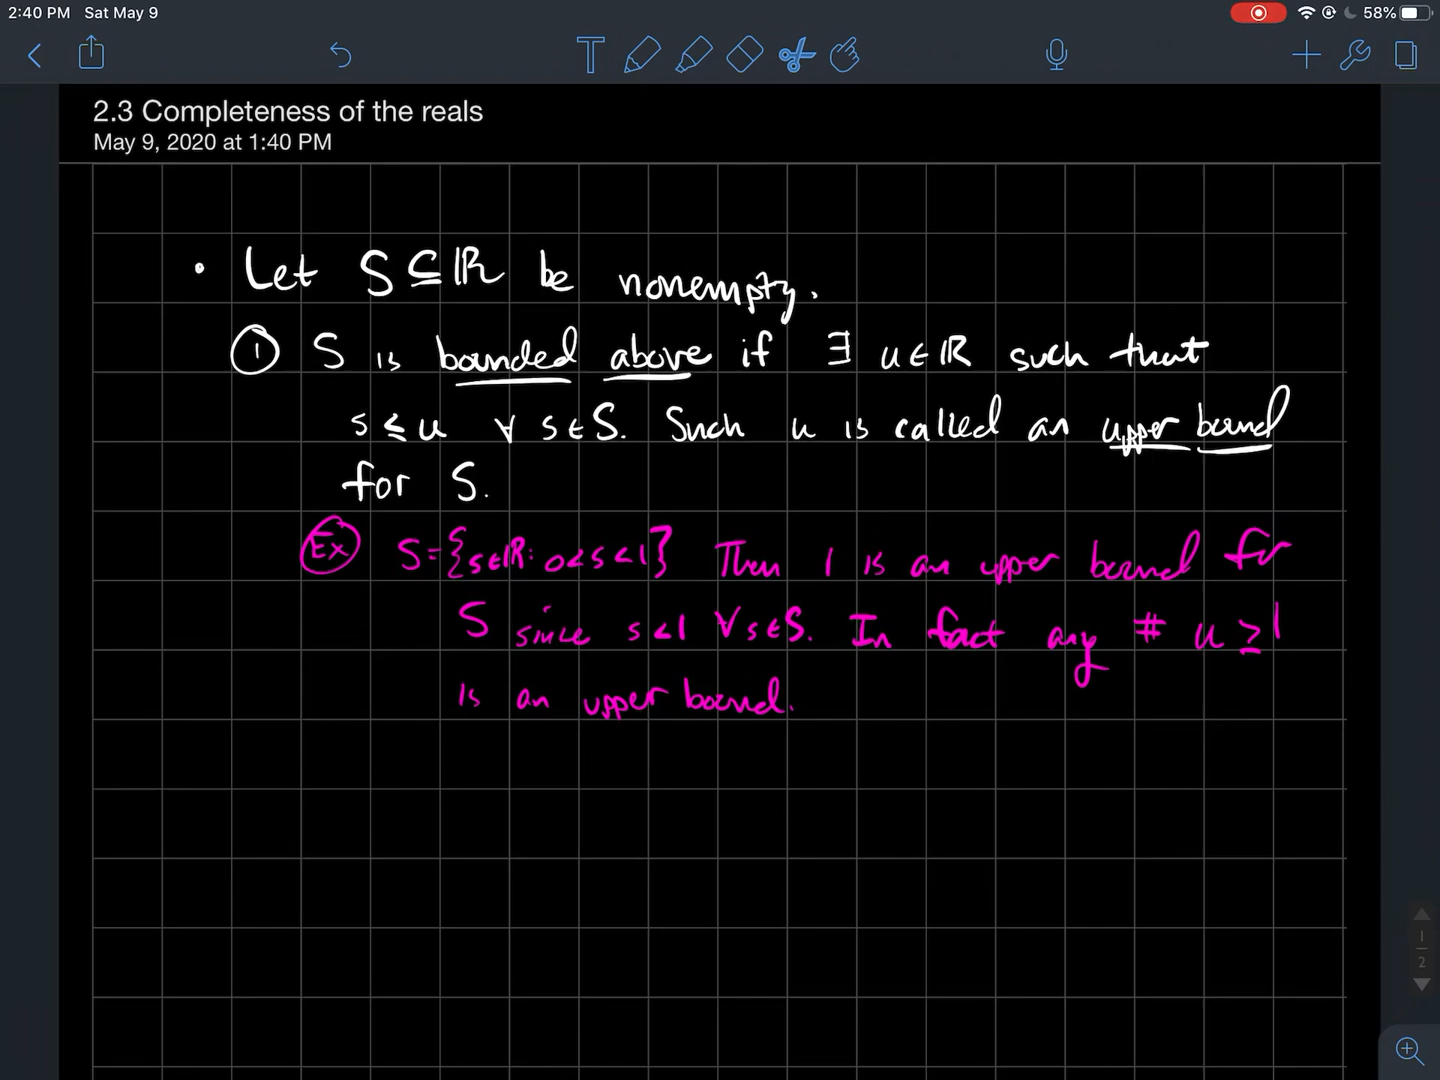 2:40 PM Sat May 9
58%
2.3 Completeness of the reals
May 9, 2020 at 1:40 PM
• Let S ⊆ ℝ be nonempty.
① S is bounded above if ∃ u ∈ ℝ such that
s ≤ u ∀ s ∈ S. Such u is called an upper bound
for S.
Ex S = {s ∈ ℝ: 0 < s < 1} Then 1 is an upper bound for
S since s < 1 ∀ s ∈ S. In fact any # u ≥ 1
is an upper bound.
1
2